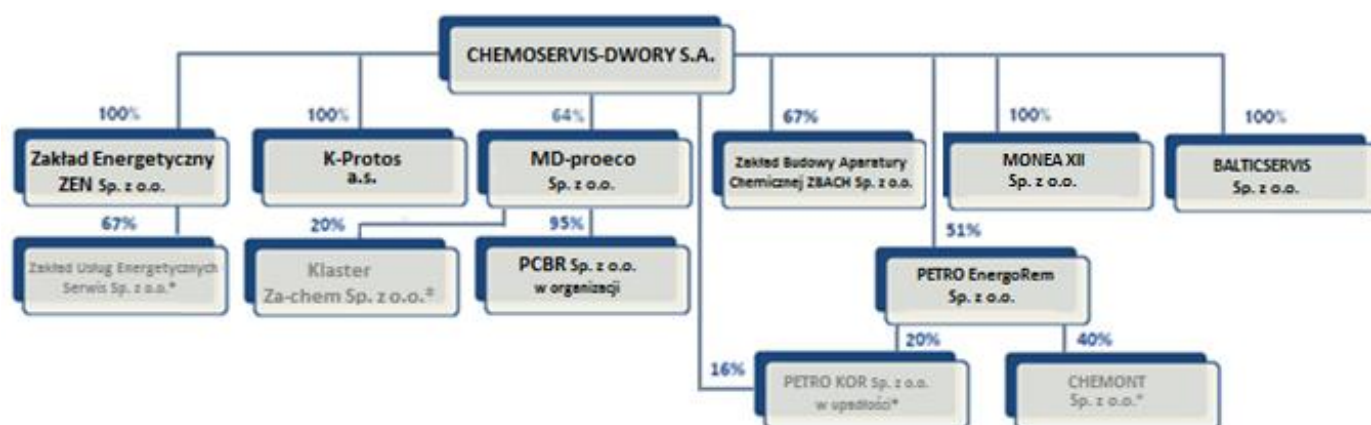 CHEMOSERVIS-DWORY S.A.
100%
100%
64%
67%
100%
100%
Zakład Energetyczny
ZEN Sp. z o.o.
K-Protos
a.s.
MD-proeco
Sp. z o.o.
Zakład Budowy Aparatury
Chemicznej ZBACH Sp. z o.o.
MONEA XII
Sp. z o.o.
BALTICSERVIS
Sp. z o.o.
67%
20%
95%
51%
Zakład Usług Energetycznych
Serwis Sp. z o.o.*
Klaster
Za-chem Sp. z o.o.*
PCBR Sp. z o.o.
w organizacji
PETRO EnergoRem
Sp. z o.o.
20%
40%
16%
PETRO KOR Sp. z o.o.
w upadłości*
CHEMONT
Sp. z o.o.*